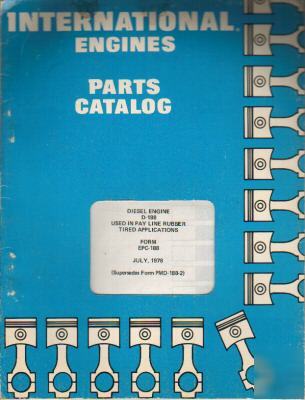 INTERNATIONAL®
ENGINES
PARTS
CATALOG
DIESEL ENGINE
D-188
USED IN PAY LINE RUBBER
TIRED APPLICATIONS
FORM
EPC-188
JULY, 1976
(Supersedes Form PMD-188-2)